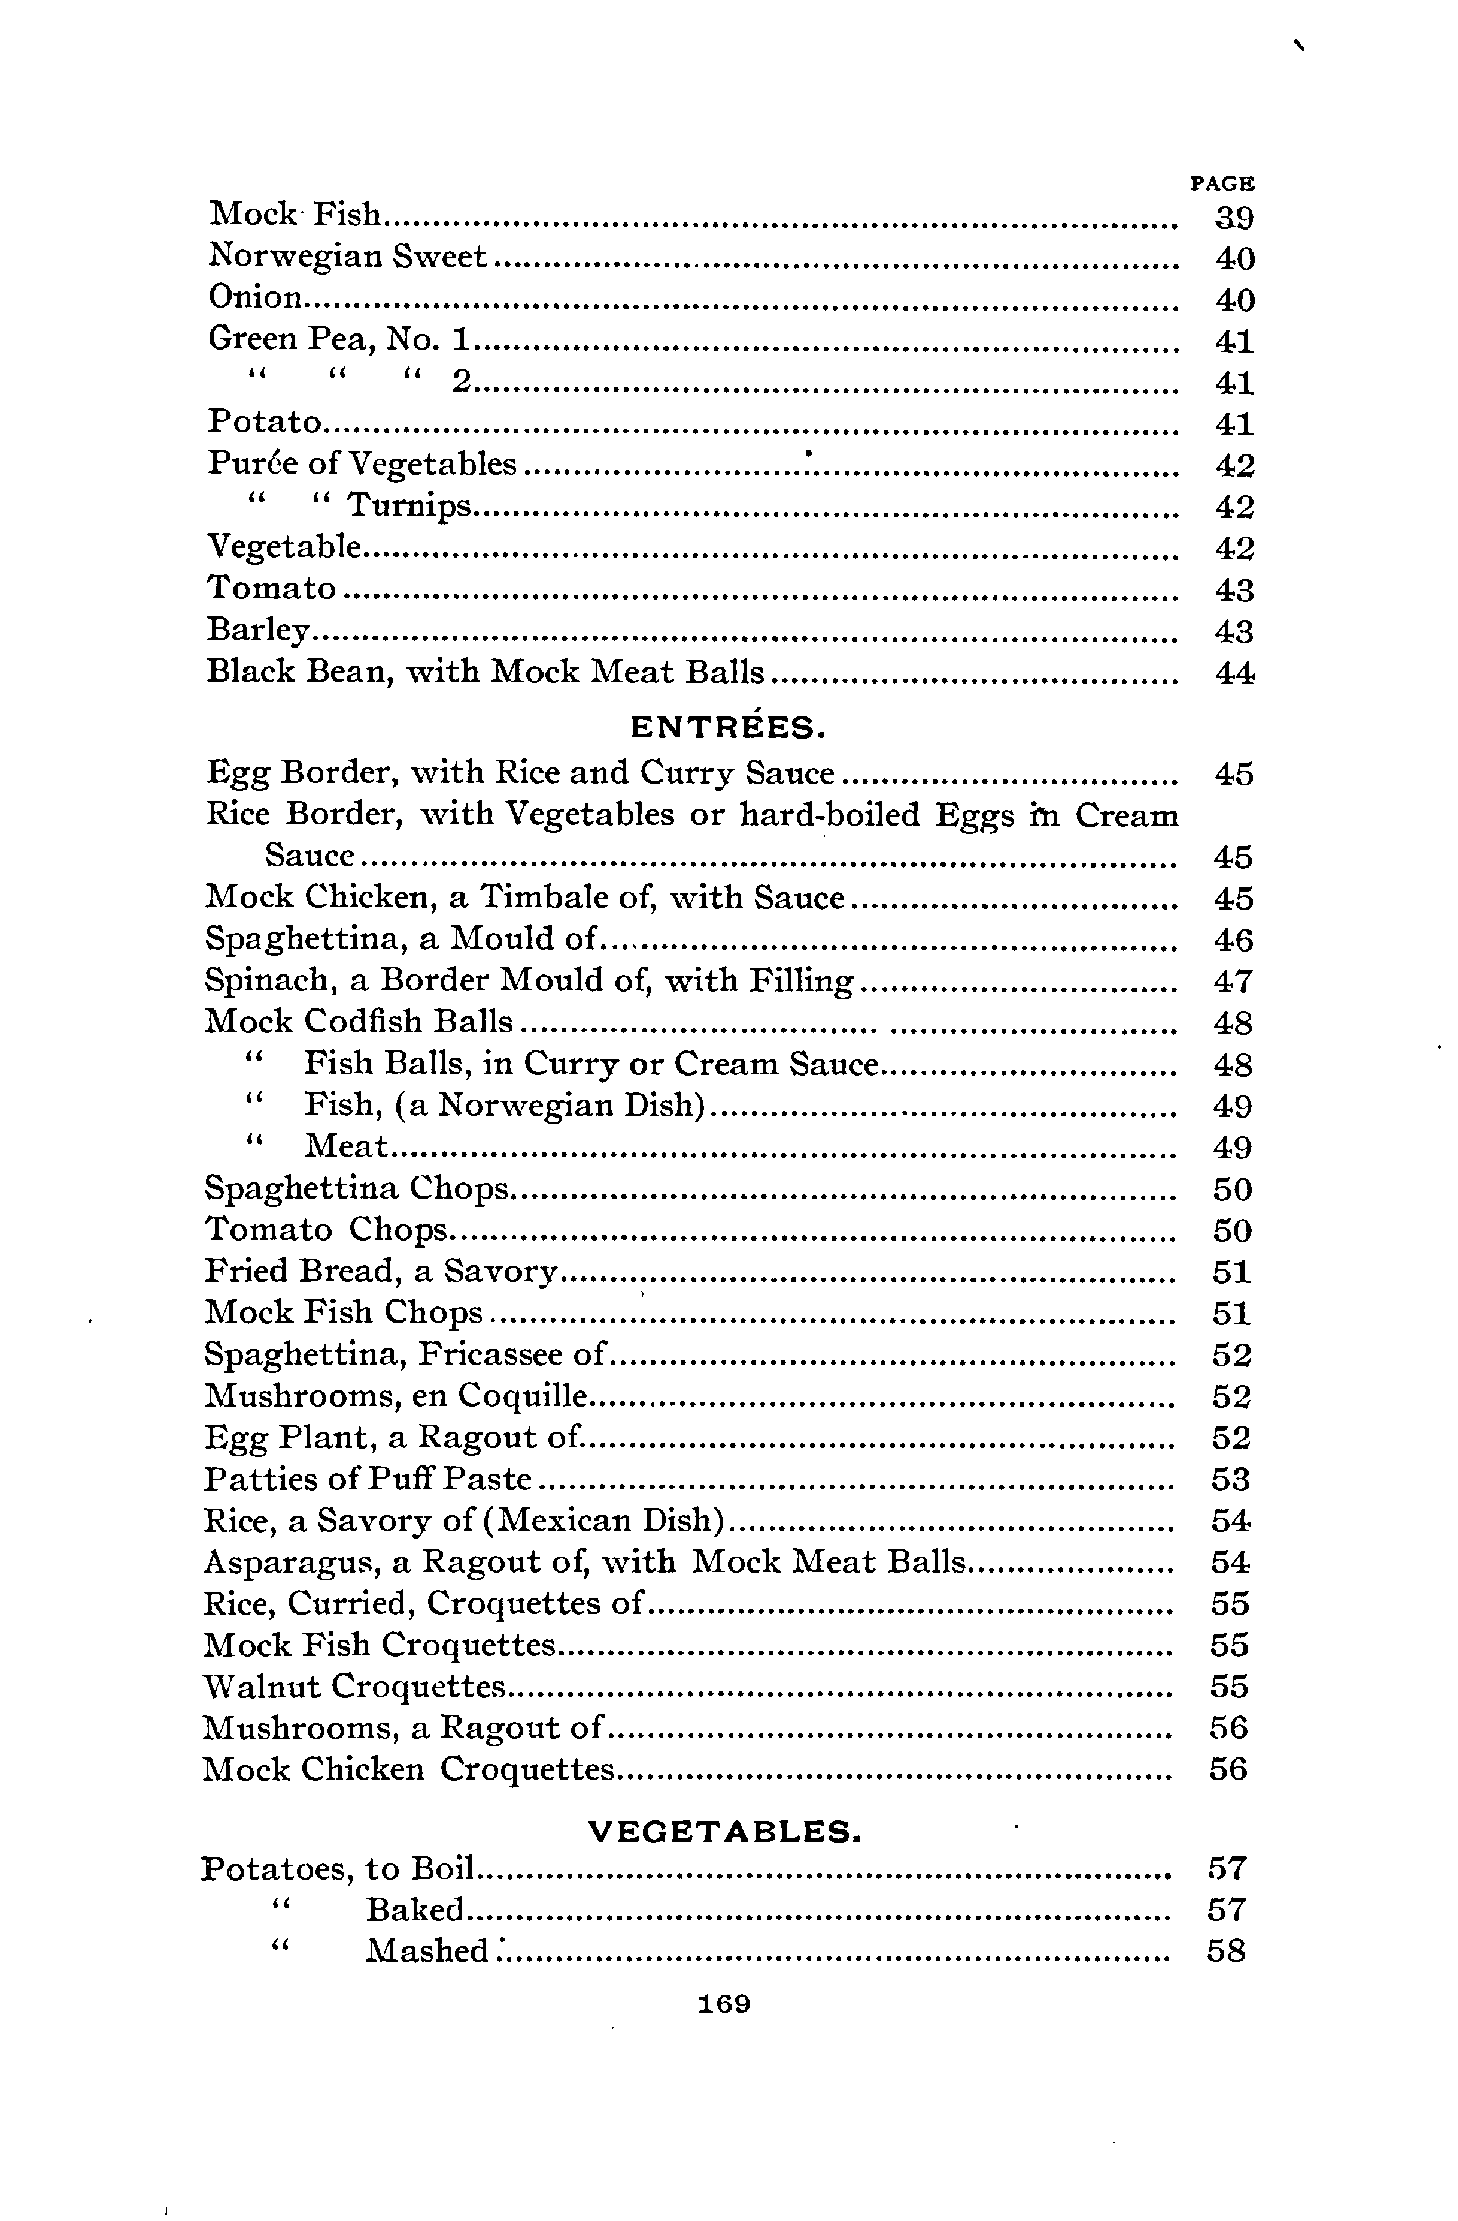 PAGE
Mock Fish........................................ 39
Norwegian Sweet........................................ 40
Onion........................................ 40
Green Pea, No. 1........................................ 41
“ “ “ 2........................................ 41
Potato........................................ 41
Purée of Vegetables........................................ 42
“ “ Turnips........................................ 42
Vegetable........................................ 42
Tomato........................................ 43
Barley........................................ 43
Black Bean, with Mock Meat Balls........................................ 44
ENTRÉES.
Egg Border, with Rice and Curry Sauce........................................ 45
Rice Border, with Vegetables or hard-boiled Eggs in Cream
Sauce........................................ 45
Mock Chicken, a Timbale of, with Sauce........................................ 45
Spaghettina, a Mould of........................................ 46
Spinach, a Border Mould of, with Filling........................................ 47
Mock Codfish Balls........................................ 48
“ Fish Balls, in Curry or Cream Sauce........................................ 48
“ Fish, (a Norwegian Dish)........................................ 49
“ Meat........................................ 49
Spaghettina Chops........................................ 50
Tomato Chops........................................ 50
Fried Bread, a Savory........................................ 51
Mock Fish Chops........................................ 51
Spaghettina, Fricassee of........................................ 52
Mushrooms, en Coquille........................................ 52
Egg Plant, a Ragout of........................................ 52
Patties of Puff Paste........................................ 53
Rice, a Savory of (Mexican Dish)........................................ 54
Asparagus, a Ragout of, with Mock Meat Balls........................................ 54
Rice, Curried, Croquettes of........................................ 55
Mock Fish Croquettes........................................ 55
Walnut Croquettes........................................ 55
Mushrooms, a Ragout of........................................ 56
Mock Chicken Croquettes........................................ 56
VEGETABLES.
Potatoes, to Boil........................................ 57
“ Baked........................................ 57
“ Mashed........................................ 58
169